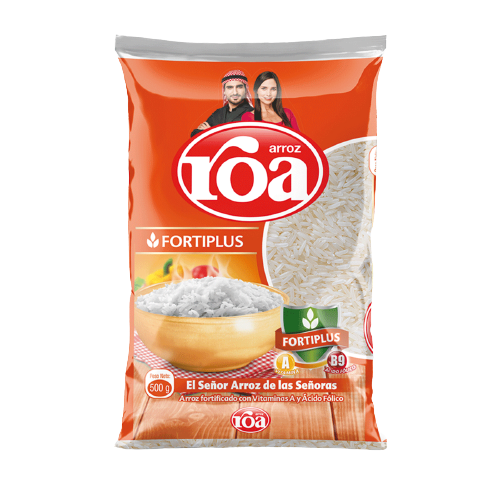 arroz
roa
FORTIPLUS
FORTIPLUS
A
B9
Peso Neto
500 g
El Señor Arroz de las Señoras
Arroz fortificado con Vitaminas A y Ácido Fólico
roa